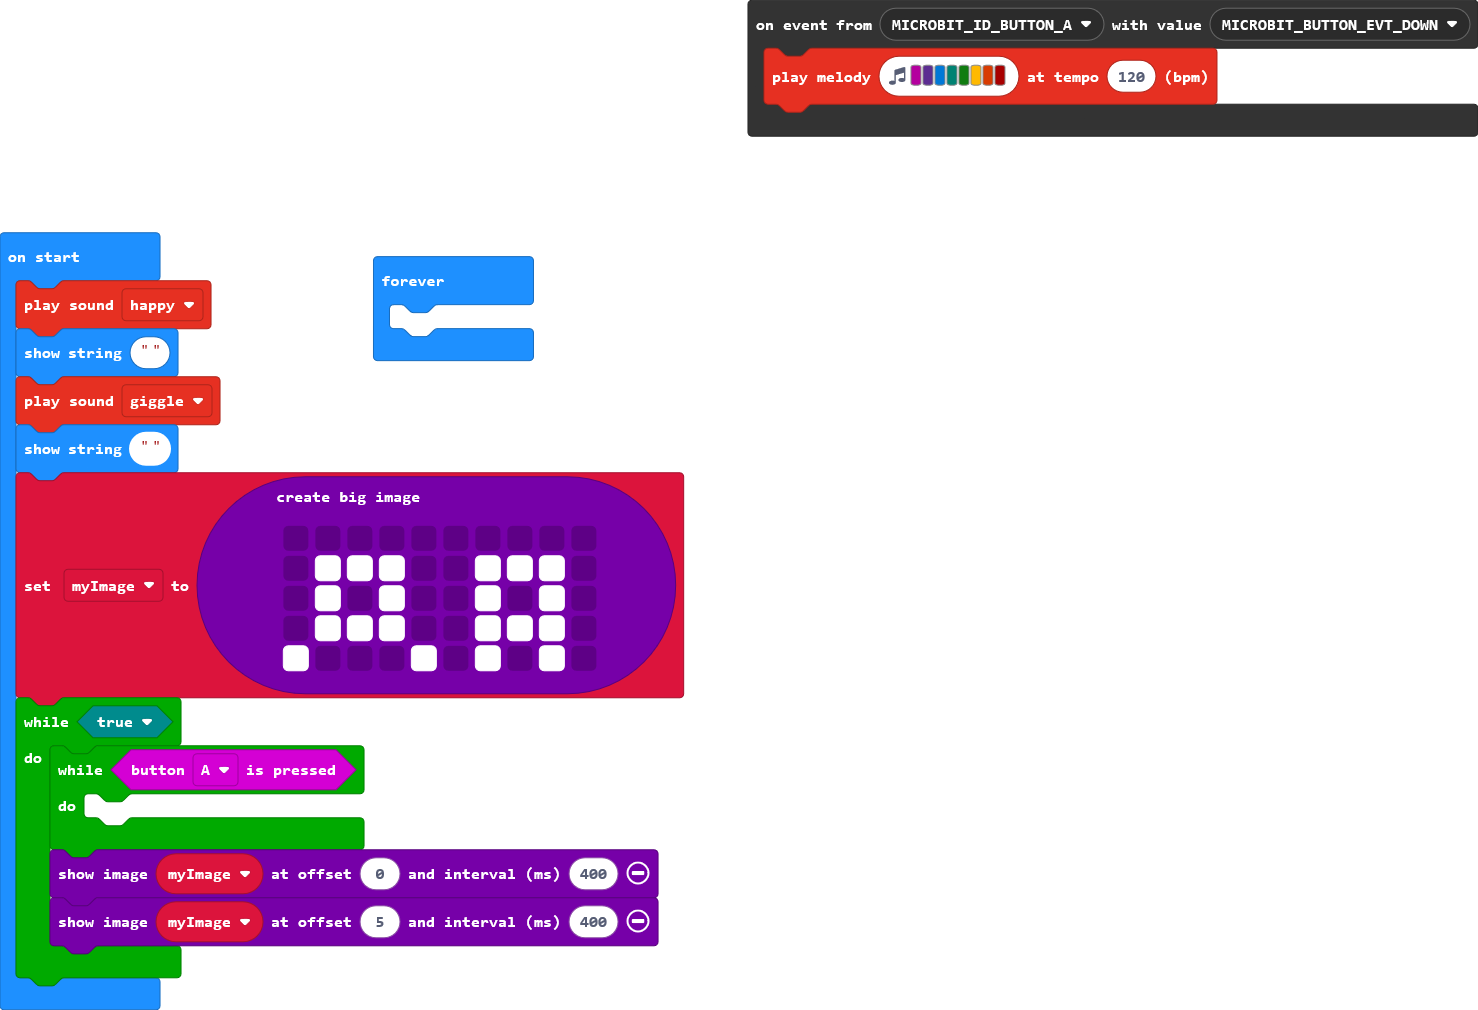 on event from MICROBIT_ID_BUTTON_A with value MICROBIT_BUTTON_EVT_DOWN
play melody at tempo 120 (bpm)
on start
play sound happy
show string " "
play sound giggle
show string " "
set myImage to create big image
while true
do
while button A is pressed
do
show image myImage at offset 0 and interval (ms) 400
show image myImage at offset 5 and interval (ms) 400
forever